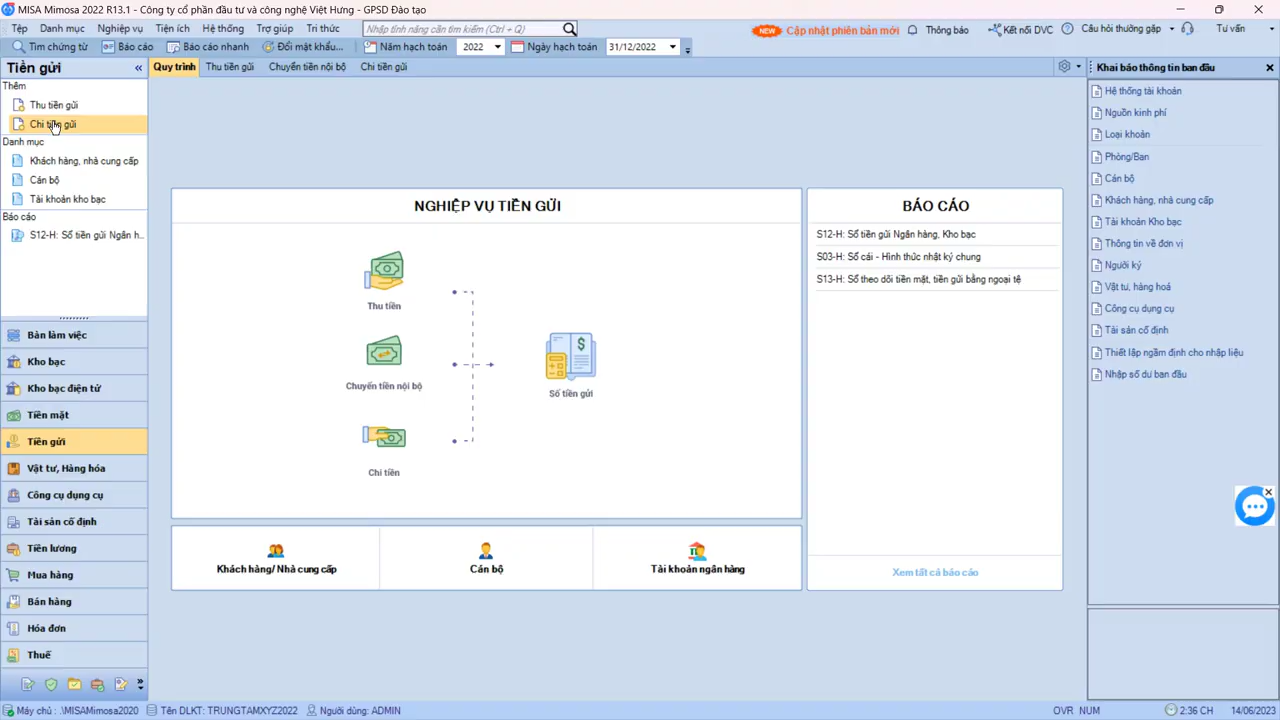 MISA Mimosa 2022 R13.1 - Công ty cổ phần đầu tư và công nghệ Việt Hưng - GPSD Đào tạo
Tệp Danh mục Nghiệp vụ Tiện ích Hệ thống Trợ giúp Tri thức Nhập tính năng cần tìm kiếm (Ctrl + Q) NEW Cập nhật phiên bản mới Thông báo Kết nối DVC Câu hỏi thường gặp Tư vấn
Tìm chứng từ Báo cáo Báo cáo nhanh Đổi mật khẩu... Năm hạch toán 2022 Ngày hạch toán 31/12/2022
Tiền gửi « Quy trình Thu tiền gửi Chuyển tiền nội bộ Chi tiền gửi Khai báo thông tin ban đầu
Thêm
Thu tiền gửi
Chi tiền gửi
Danh mục
Khách hàng, nhà cung cấp
Cán bộ
Tài khoản kho bạc
Báo cáo
S12-H: Sổ tiền gửi Ngân h..
Bàn làm việc
Kho bạc
Kho bạc điện tử
Tiền mặt
Tiền gửi
Vật tư, Hàng hóa
Công cụ dụng cụ
Tài sản cố định
Tiền lương
Mua hàng
Bán hàng
Hóa đơn
Thuế
NGHIỆP VỤ TIỀN GỬI
Thu tiền
Chuyển tiền nội bộ
Sổ tiền gửi
Chi tiền
Khách hàng/ Nhà cung cấp
Cán bộ
Tài khoản ngân hàng
BÁO CÁO
S12-H: Sổ tiền gửi Ngân hàng, Kho bạc
S03-H: Sổ cái - Hình thức nhật ký chung
S13-H: Sổ theo dõi tiền mặt, tiền gửi bằng ngoại tệ
Xem tất cả báo cáo
Hệ thống tài khoản
Nguồn kinh phí
Loại khoản
Phòng/Ban
Cán bộ
Khách hàng, nhà cung cấp
Tài khoản Kho bạc
Thông tin về đơn vị
Người ký
Vật tư, hàng hoá
Công cụ dụng cụ
Tài sản cố định
Thiết lập ngầm định cho nhập liệu
Nhập số dư ban đầu
Máy chủ : .\MISAMimosa2020 Tên DLKT: TRUNGTAMXYZ2022 Người dùng: ADMIN OVR NUM 2:36 CH 14/06/2023